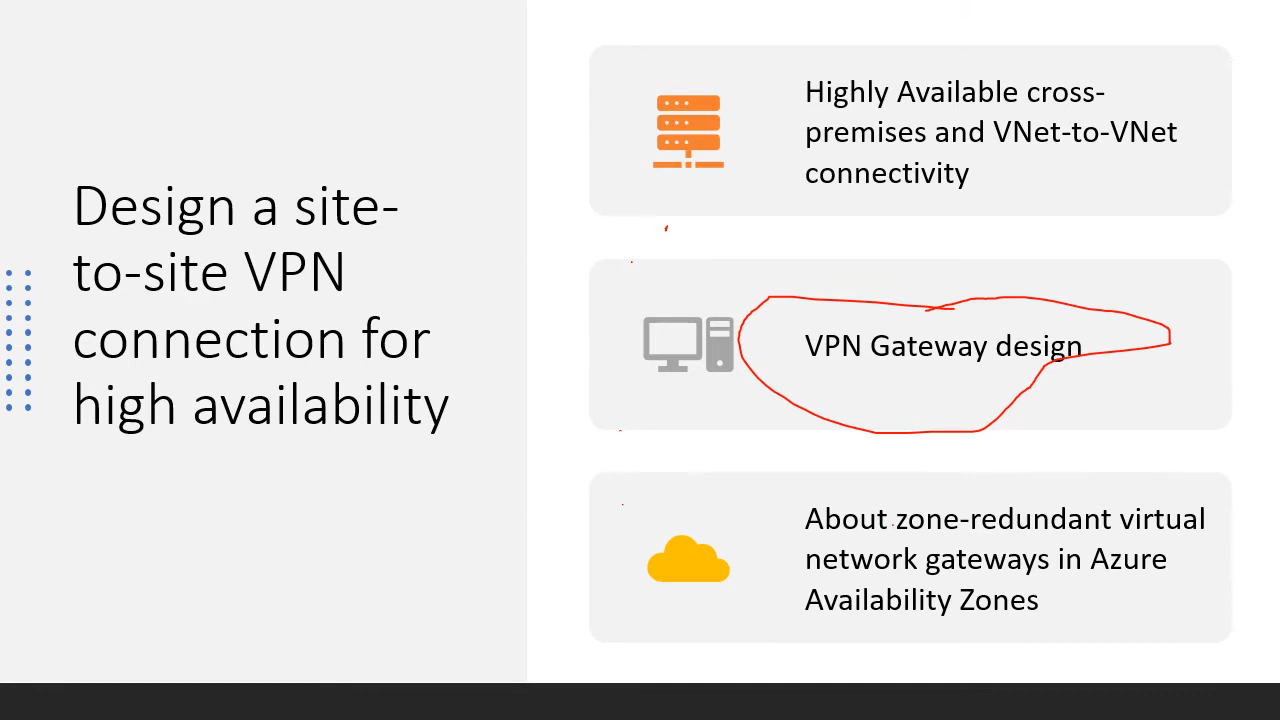 Design a site-
to-site VPN
connection for
high availability
Highly Available cross-
premises and VNet-to-VNet
connectivity
VPN Gateway design
About zone-redundant virtual
network gateways in Azure
Availability Zones